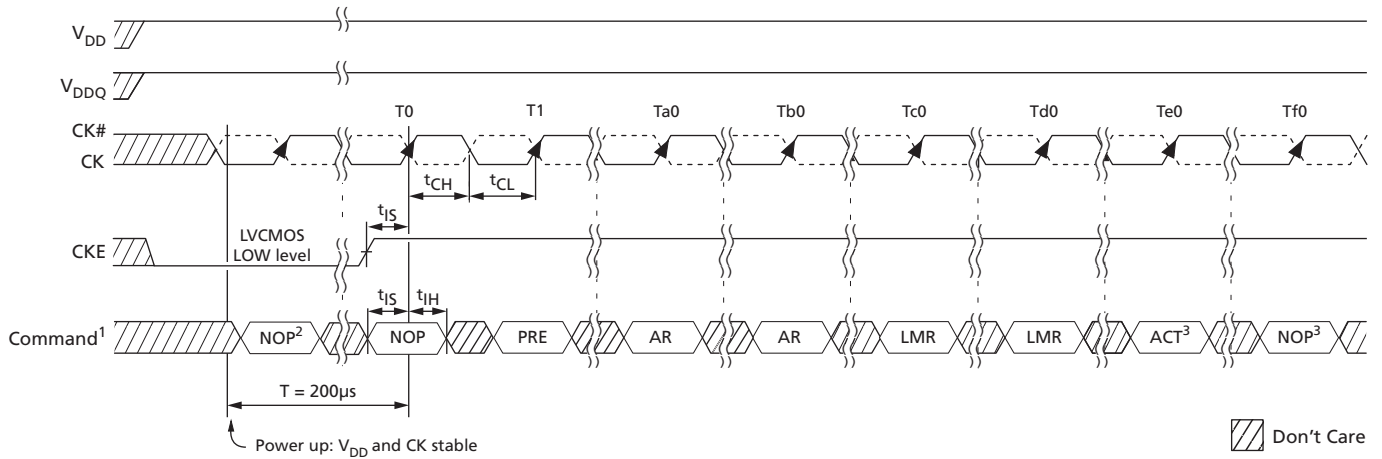 VDD
VDDQ
T0 T1 Ta0 Tb0 Tc0 Td0 Te0 Tf0
CK#
CK
tCH tCL
tIS
CKE
LVCMOS
LOW level
tIS tIH
Command¹ NOP² NOP PRE AR AR LMR LMR ACT³ NOP³
T = 200µs
Power up: VDD and CK stable
Don't Care